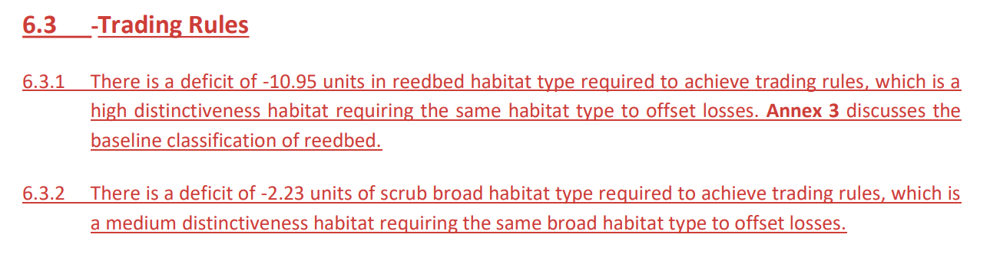 6.3 -Trading Rules
6.3.1 There is a deficit of -10.95 units in reedbed habitat type required to achieve trading rules, which is a
high distinctiveness habitat requiring the same habitat type to offset losses. Annex 3 discusses the
baseline classification of reedbed.
6.3.2 There is a deficit of -2.23 units of scrub broad habitat type required to achieve trading rules, which is
a medium distinctiveness habitat requiring the same broad habitat type to offset losses.